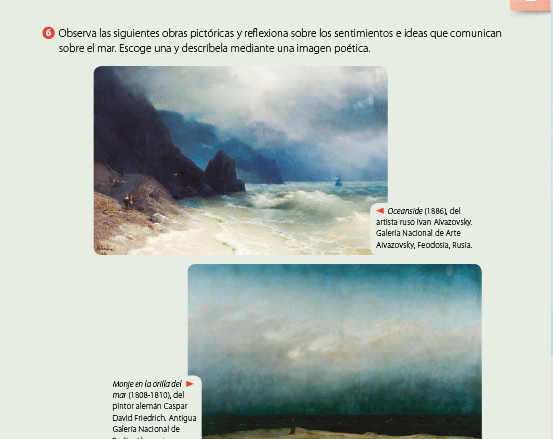 6 Observa las siguientes obras pictóricas y reflexiona sobre los sentimientos e ideas que comunican
sobre el mar. Escoge una y descríbela mediante una imagen poética.
◄ Oceanside (1886), del
artista ruso Ivan Aivazovsky.
Galería Nacional de Arte
Aivazovsky, Feodosia, Rusia.
Monje en la orilla del ►
mar (1808-1810), del
pintor alemán Caspar
David Friedrich. Antigua
Galería Nacional de